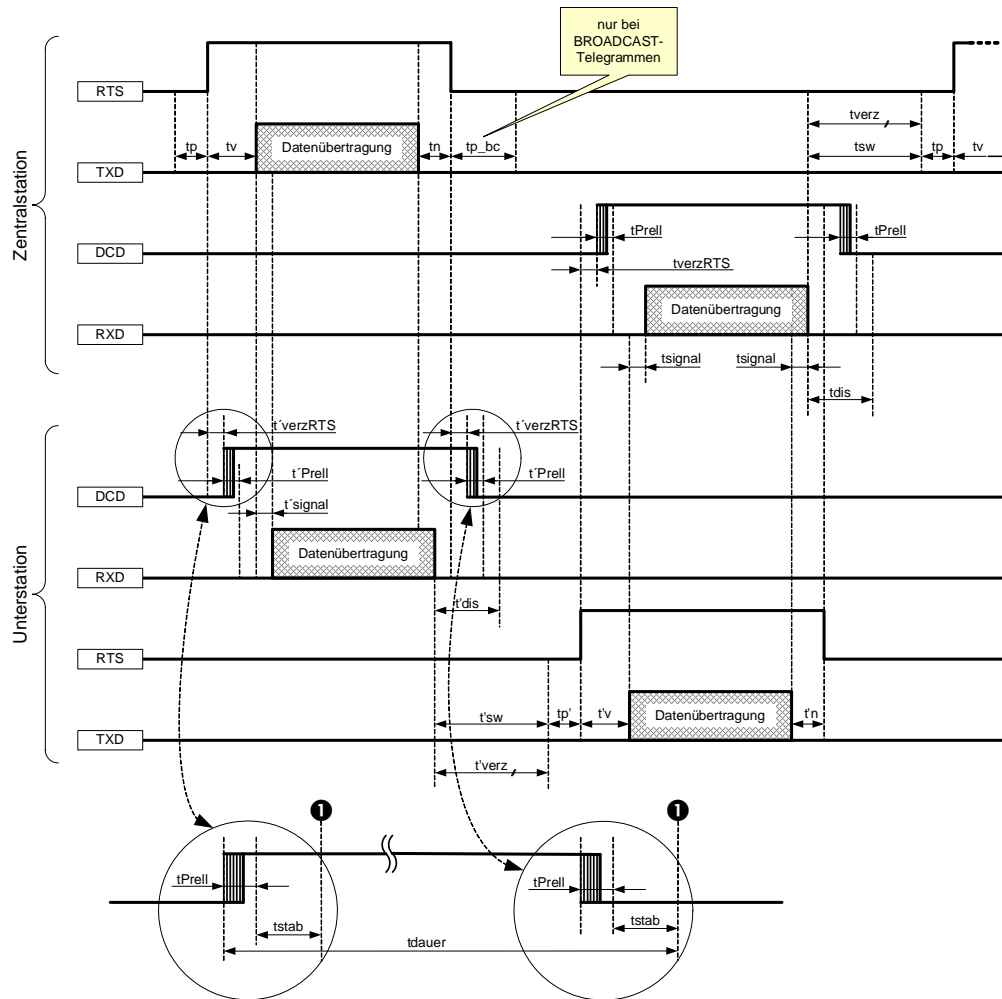 nur bei
BROADCAST-
Telegrammen
Zentralstation
RTS
tverz
tp
tv
Datenübertragung
tn
tp_bc
tsw
tp
tv
TXD
tPrell
tPrell
DCD
tverzRTS
Datenübertragung
RXD
tsignal
tsignal
tdis
Unterstation
t´verzRTS
t´verzRTS
t´Prell
t´Prell
DCD
t´signal
Datenübertragung
RXD
t'dis
RTS
t'sw
tp'
t'v
Datenübertragung
t'n
TXD
t'verz
1
1
tPrell
tPrell
tstab
tstab
tdauer